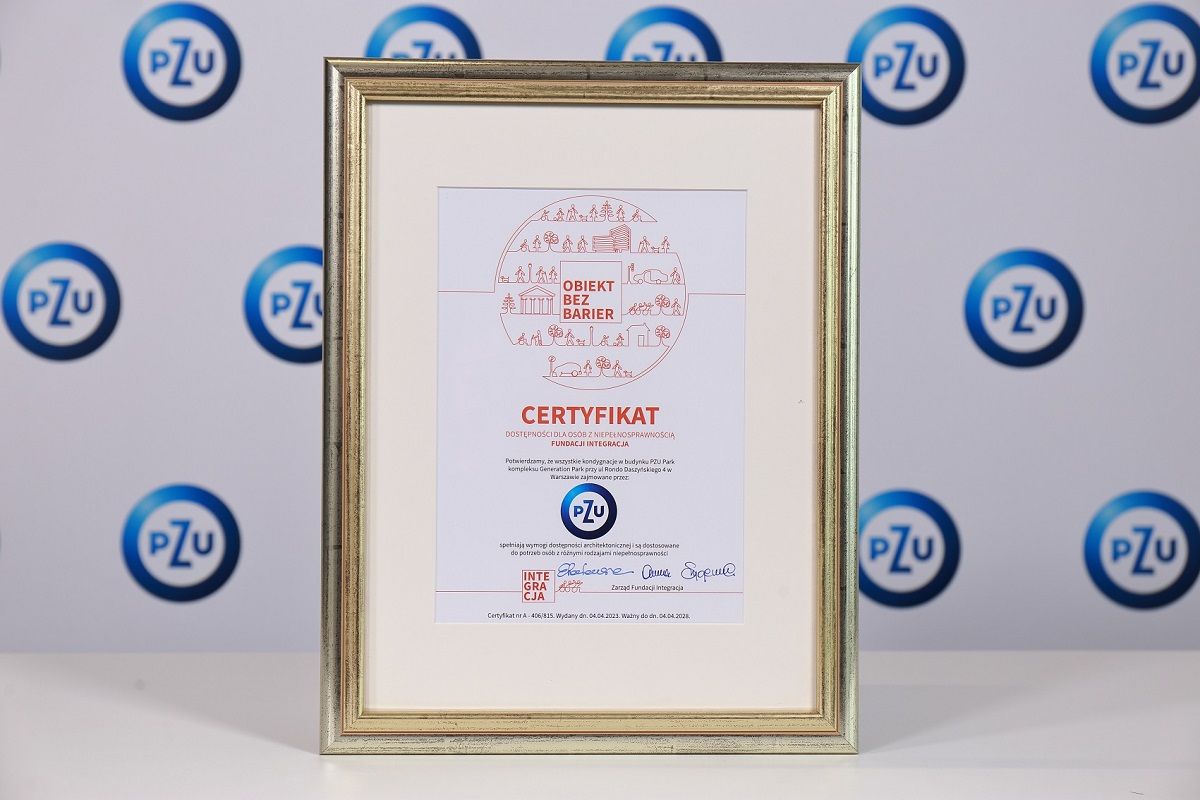 PZU
PZU
PZU
PZU
PZU
PZU
OBIEKT
BEZ
BARIER
CERTYFIKAT
DOSTĘPNOŚCI DLA OSÓB Z NIEPEŁNOSPRAWNOŚCIĄ
FUNDACJI INTEGRACJA
Potwierdzamy, że wszystkie kondygnacje w budynku PZU Park
kompleksu Generation Park przy ul Rondo Daszyńskiego 4 w
Warszawie zajmowane przez:
PZU
spełniają wymogi dostępności architektonicznej i są dostosowane
do potrzeb osób z różnymi rodzajami niepełnosprawności
INTE
GRA
CJA
Zarząd Fundacji Integracja
Certyfikat nr A - 406/815. Wydany dn. 04.04.2023. Ważny do dn. 04.04.2028.
PZU
PZU
PZU